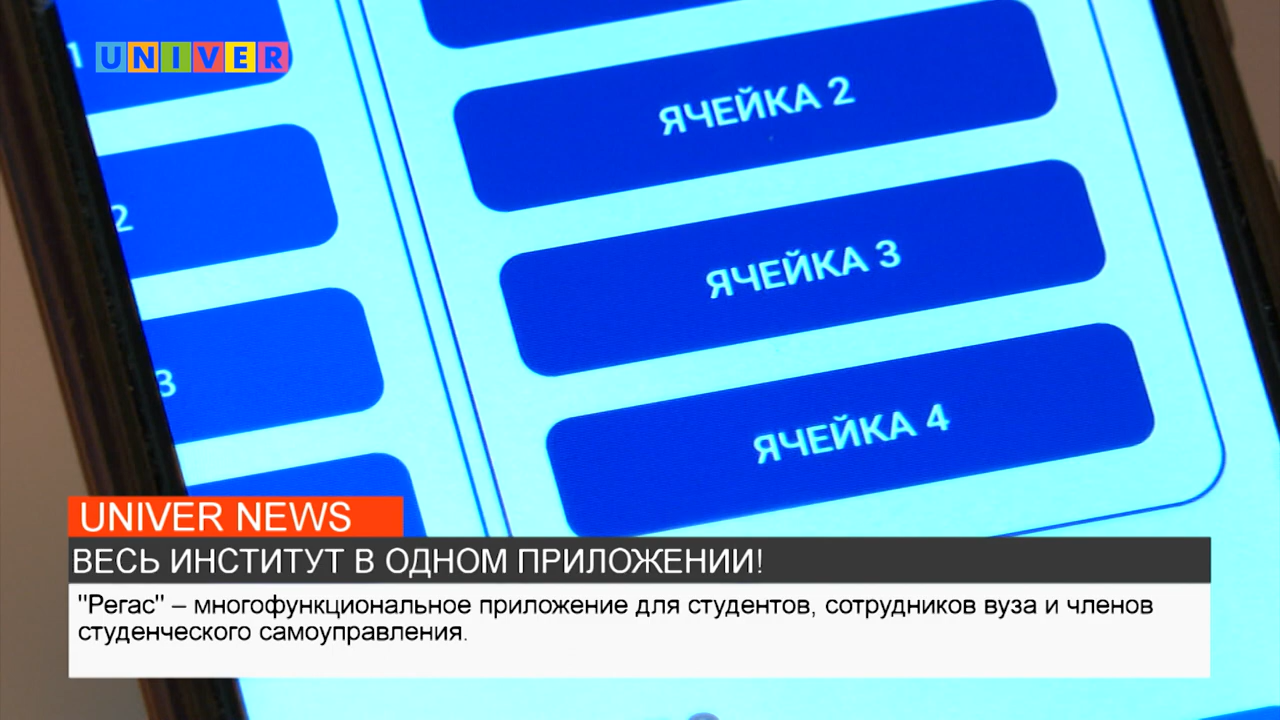 1
UNIVER
ЯЧЕЙКА 2
2
ЯЧЕЙКА 3
3
ЯЧЕЙКА 4
UNIVER NEWS
ВЕСЬ ИНСТИТУТ В ОДНОМ ПРИЛОЖЕНИИ!
"Регас" – многофункциональное приложение для студентов, сотрудников вуза и членов
студенческого самоуправления.